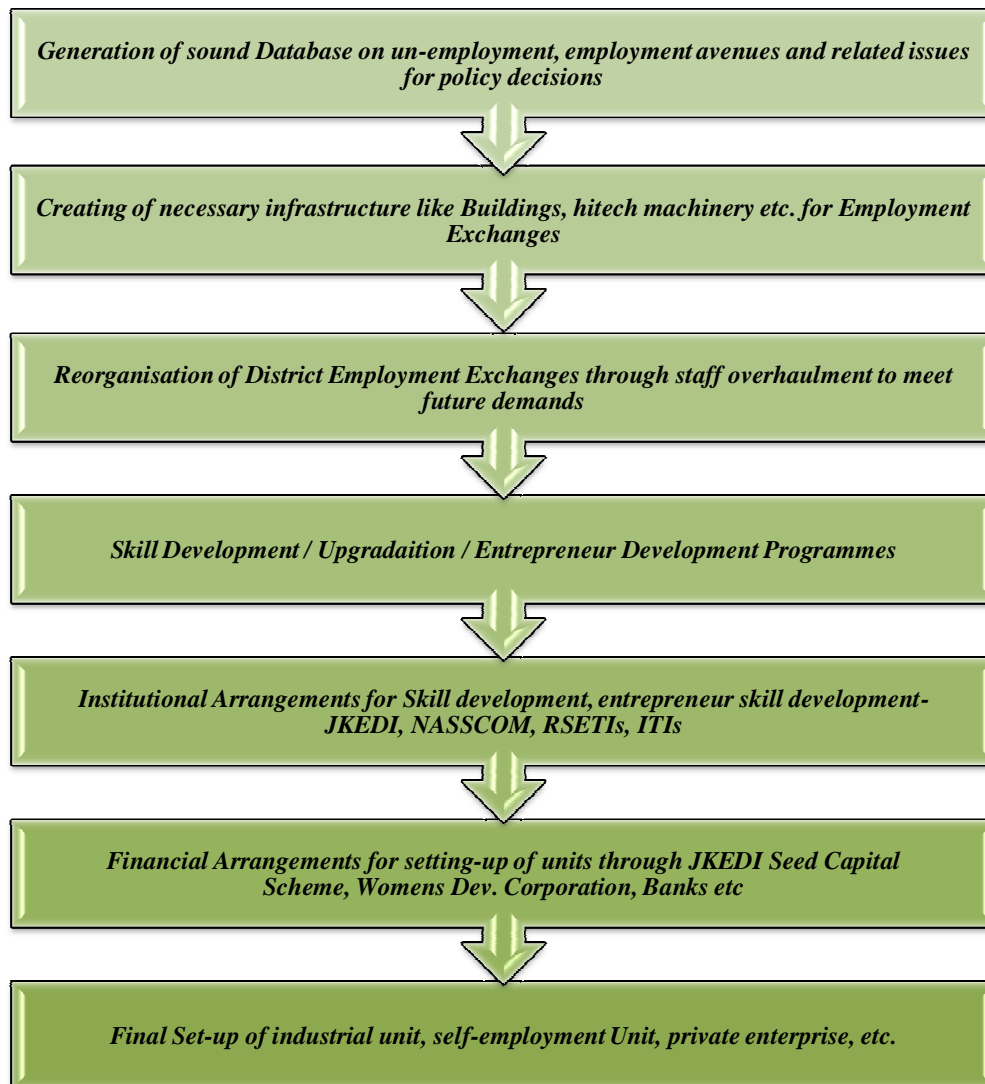 Generation of sound Database on un-employment, employment avenues and related issues
for policy decisions
Creating of necessary infrastructure like Buildings, hitech machinery etc. for Employment
Exchanges
Reorganisation of District Employment Exchanges through staff overhaulment to meet
future demands
Skill Development / Upgradaition / Entrepreneur Development Programmes
Institutional Arrangements for Skill development, entrepreneur skill development-
JKEDI, NASSCOM, RSETIs, ITIs
Financial Arrangements for setting-up of units through JKEDI Seed Capital
Scheme, Womens Dev. Corporation, Banks etc
Final Set-up of industrial unit, self-employment Unit, private enterprise, etc.